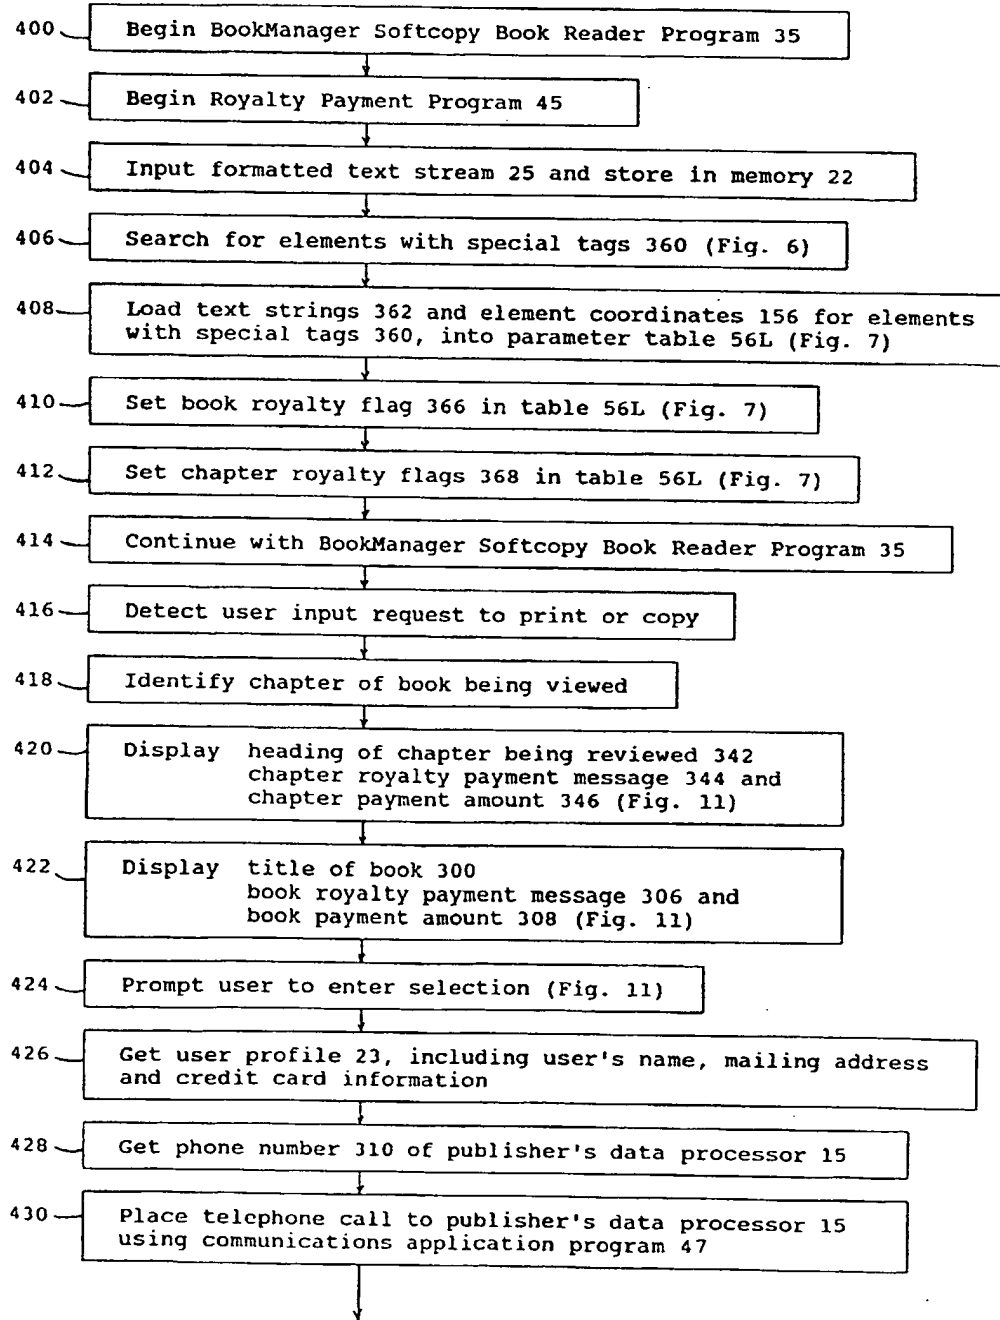 400 Begin BookManager Softcopy Book Reader Program 35
402 Begin Royalty Payment Program 45
404 Input formatted text stream 25 and store in memory 22
406 Search for elements with special tags 360 (Fig. 6)
408 Load text strings 362 and element coordinates 156 for elements
with special tags 360, into parameter table 56L (Fig. 7)
410 Set book royalty flag 366 in table 56L (Fig. 7)
412 Set chapter royalty flags 368 in table 56L (Fig. 7)
414 Continue with BookManager Softcopy Book Reader Program 35
416 Detect user input request to print or copy
418 Identify chapter of book being viewed
420 Display heading of chapter being reviewed 342
chapter royalty payment message 344 and
chapter payment amount 346 (Fig. 11)
422 Display title of book 300
book royalty payment message 306 and
book payment amount 308 (Fig. 11)
424 Prompt user to enter selection (Fig. 11)
426 Get user profile 23, including user's name, mailing address
and credit card information
428 Get phone number 310 of publisher's data processor 15
430 Place telephone call to publisher's data processor 15
using communications application program 47